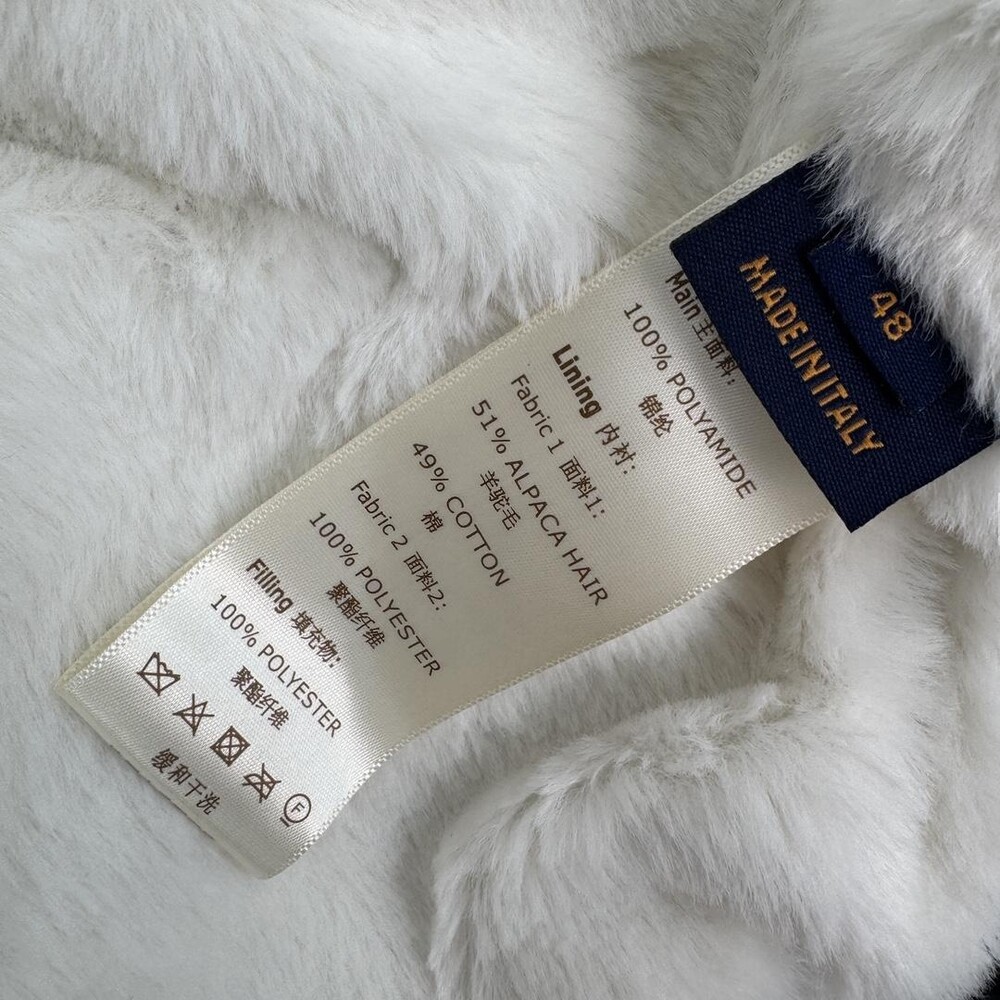 MADE IN ITALY
48
Main 主面料:
100% POLYAMIDE
锦纶
Lining 内衬:
Fabric 1 面料1:
51% ALPACA HAIR
羊驼毛
49% COTTON
棉
Fabric 2 面料2:
100% POLYESTER
聚酯纤维
Filling 填充物:
100% POLYESTER
聚酯纤维
F
缓和干洗